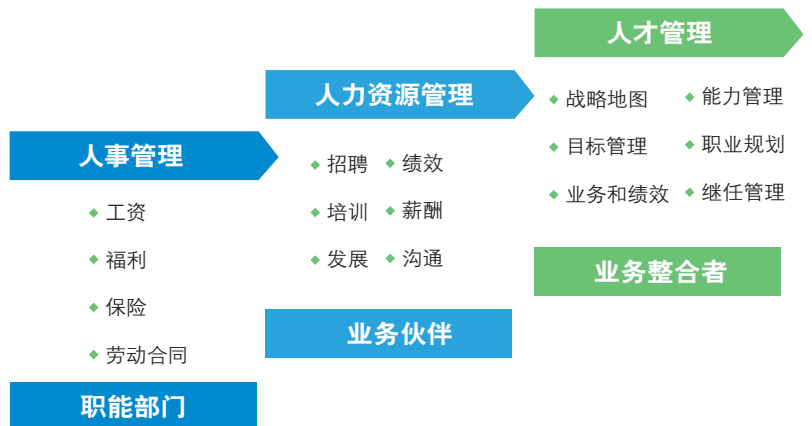 人事管理
工资
福利
保险
劳动合同
职能部门
人力资源管理
招聘 绩效
培训 薪酬
发展 沟通
业务伙伴
人才管理
战略地图 能力管理
目标管理 职业规划
业务和绩效 继任管理
业务整合者